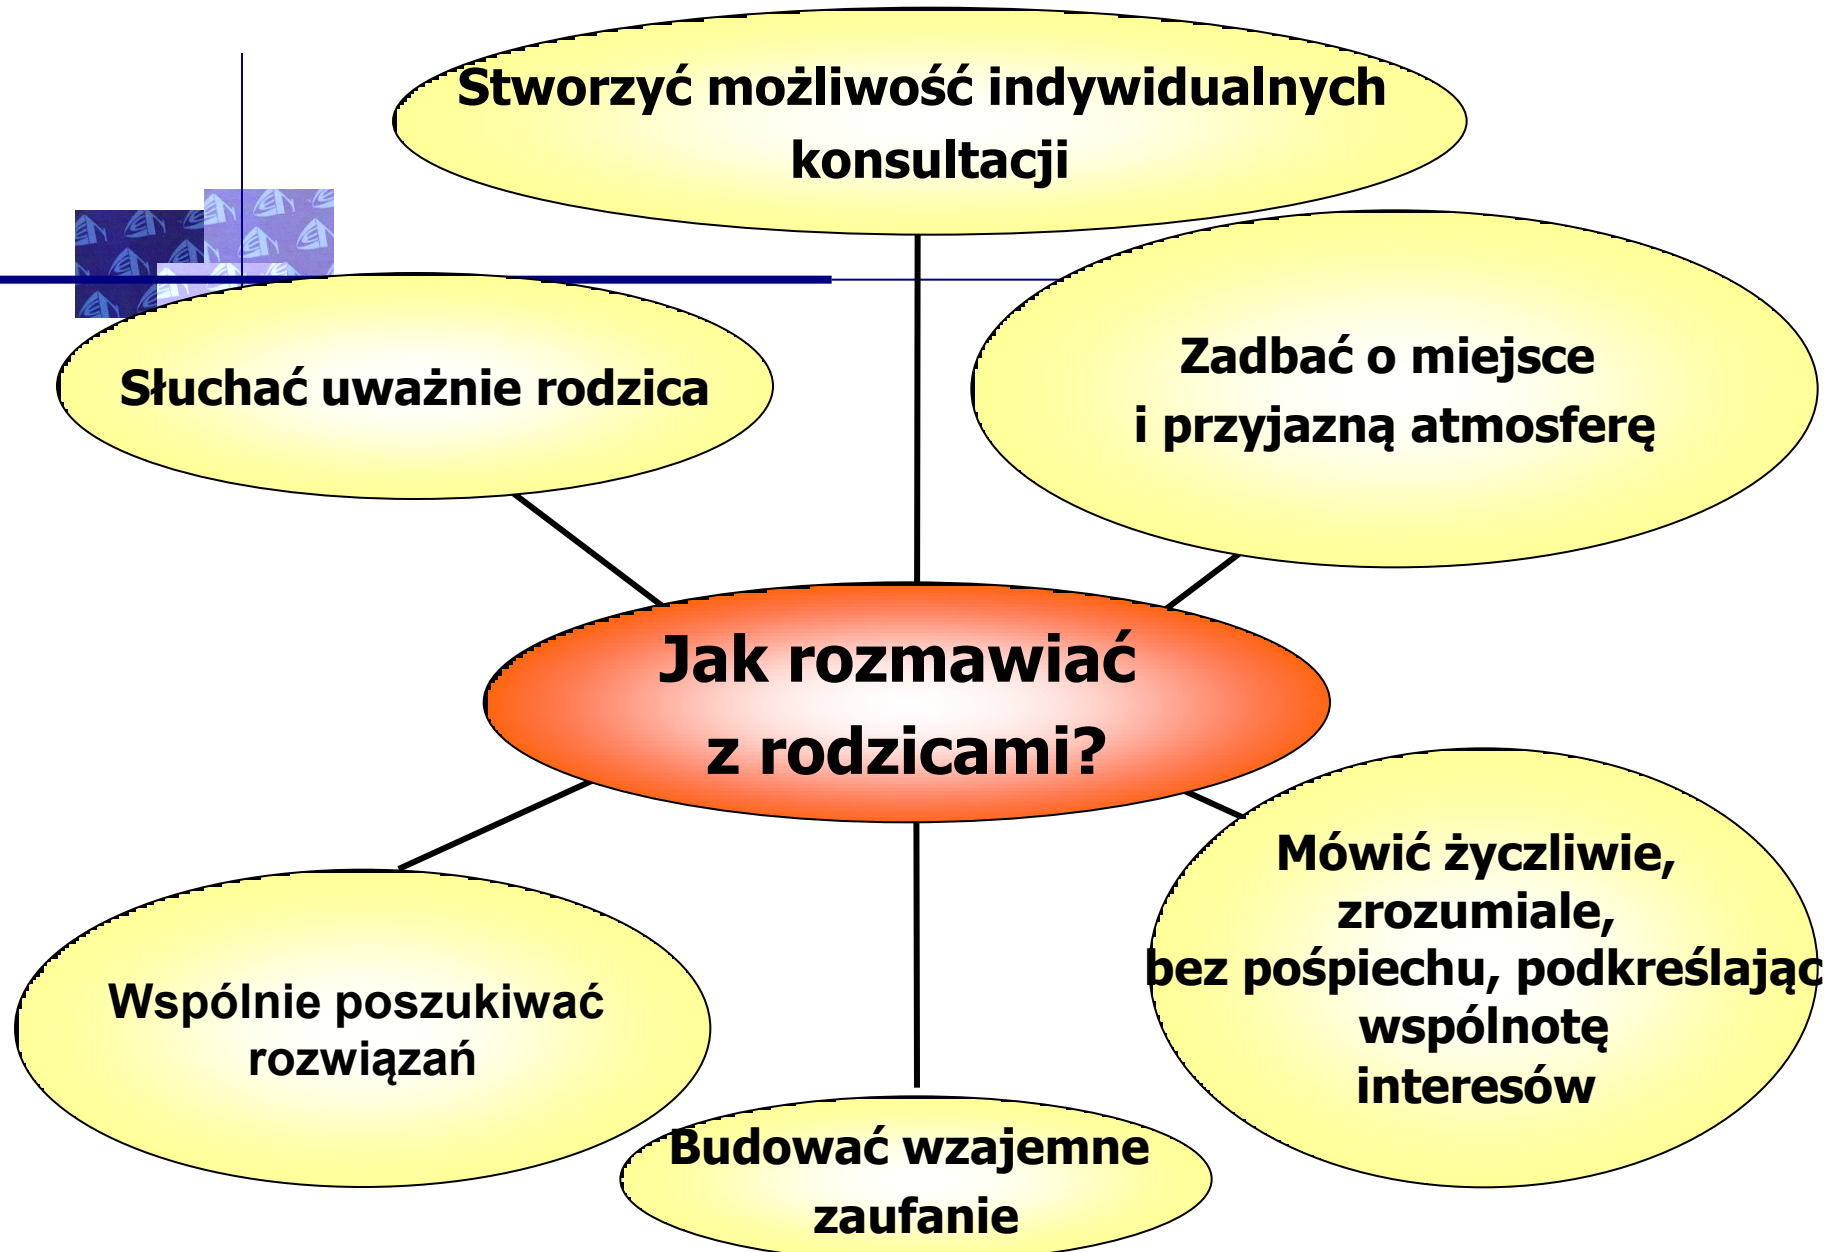 Stworzyć możliwość indywidualnych
konsultacji
Słuchać uważnie rodzica
Zadbać o miejsce
i przyjazną atmosferę
Jak rozmawiać
z rodzicami?
Mówić życzliwie,
zrozumiale,
bez pośpiechu, podkreślając
wspólnotę
interesów
Wspólnie poszukiwać
rozwiązań
Budować wzajemne
zaufanie